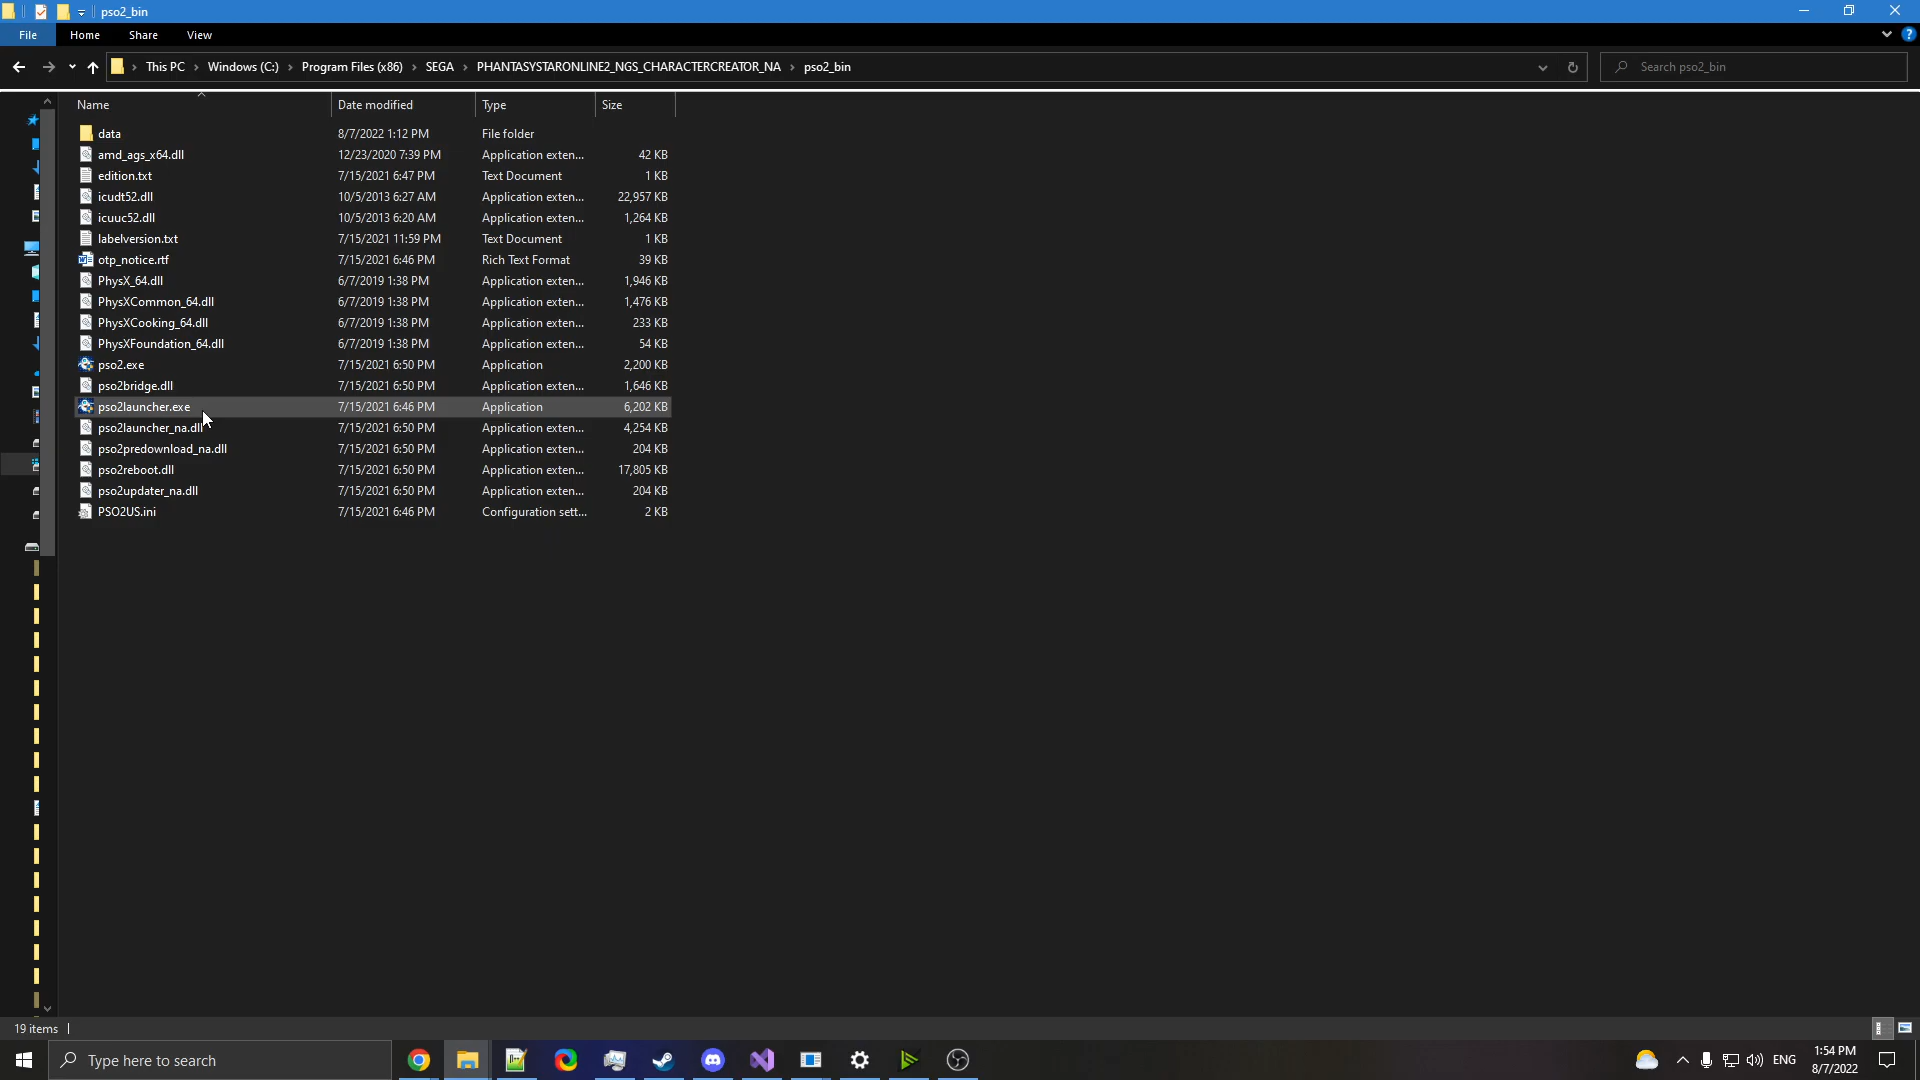 pso2_bin
File Home Share View
This PC Windows (C:) Program Files (x86) SEGA PHANTASYSTARONLINE2_NGS_CHARACTERCREATOR_NA pso2_bin Search pso2_bin
Name Date modified Type Size
data 8/7/2022 1:12 PM File folder
amd_ags_x64.dll 12/23/2020 7:39 PM Application exten... 42 KB
edition.txt 7/15/2021 6:47 PM Text Document 1 KB
icudt52.dll 10/5/2013 6:27 AM Application exten... 22,957 KB
icuuc52.dll 10/5/2013 6:20 AM Application exten... 1,264 KB
labelversion.txt 7/15/2021 11:59 PM Text Document 1 KB
otp_notice.rtf 7/15/2021 6:46 PM Rich Text Format 39 KB
PhysX_64.dll 6/7/2019 1:38 PM Application exten... 1,946 KB
PhysXCommon_64.dll 6/7/2019 1:38 PM Application exten... 1,476 KB
PhysXCooking_64.dll 6/7/2019 1:38 PM Application exten... 233 KB
PhysXFoundation_64.dll 6/7/2019 1:38 PM Application exten... 54 KB
pso2.exe 7/15/2021 6:50 PM Application 2,200 KB
pso2bridge.dll 7/15/2021 6:50 PM Application exten... 1,646 KB
pso2launcher.exe 7/15/2021 6:46 PM Application 6,202 KB
pso2launcher_na.dll 7/15/2021 6:50 PM Application exten... 4,254 KB
pso2predownload_na.dll 7/15/2021 6:50 PM Application exten... 204 KB
pso2reboot.dll 7/15/2021 6:50 PM Application exten... 17,805 KB
pso2updater_na.dll 7/15/2021 6:50 PM Application exten... 204 KB
PSO2US.ini 7/15/2021 6:46 PM Configuration sett... 2 KB
19 items
Type here to search ENG 1:54 PM
8/7/2022